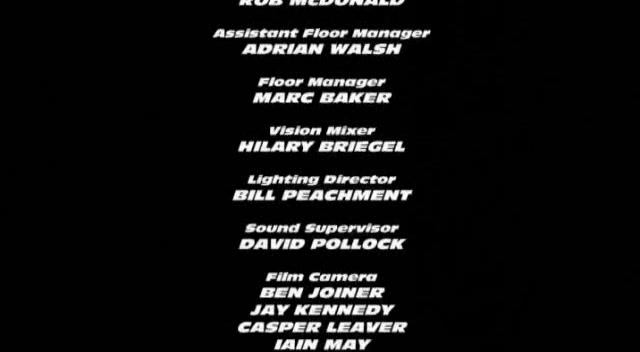 ROB MCDONALD
Assistant Floor Manager
ADRIAN WALSH
Floor Manager
MARC BAKER
Vision Mixer
HILARY BRIEGEL
Lighting Director
BILL PEACHMENT
Sound Supervisor
DAVID POLLOCK
Film Camera
BEN JOINER
JAY KENNEDY
CASPER LEAVER
IAIN MAY